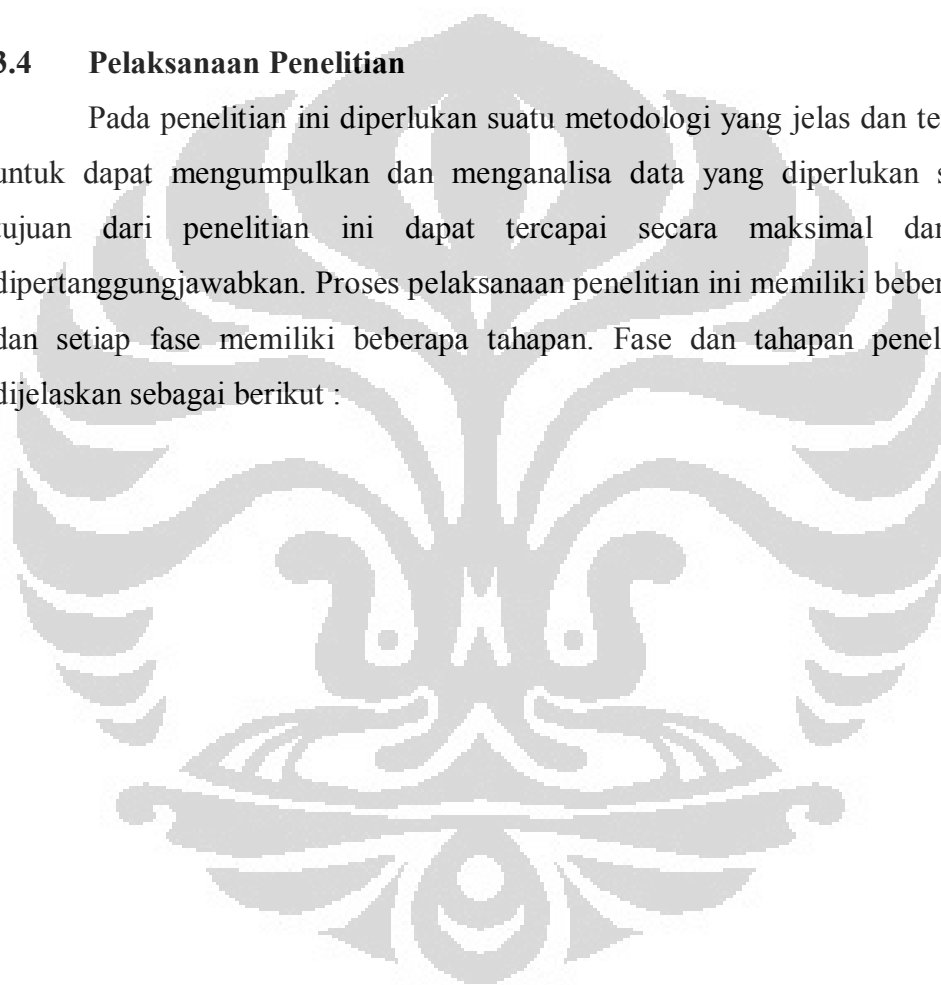 3.4 Pelaksanaan Penelitian
Pada penelitian ini diperlukan suatu metodologi yang jelas dan te
untuk dapat mengumpulkan dan menganalisa data yang diperlukan s
tujuan dari penelitian ini dapat tercapai secara maksimal dar
dipertanggungjawabkan. Proses pelaksanaan penelitian ini memiliki beber
dan setiap fase memiliki beberapa tahapan. Fase dan tahapan penel
dijelaskan sebagai berikut :